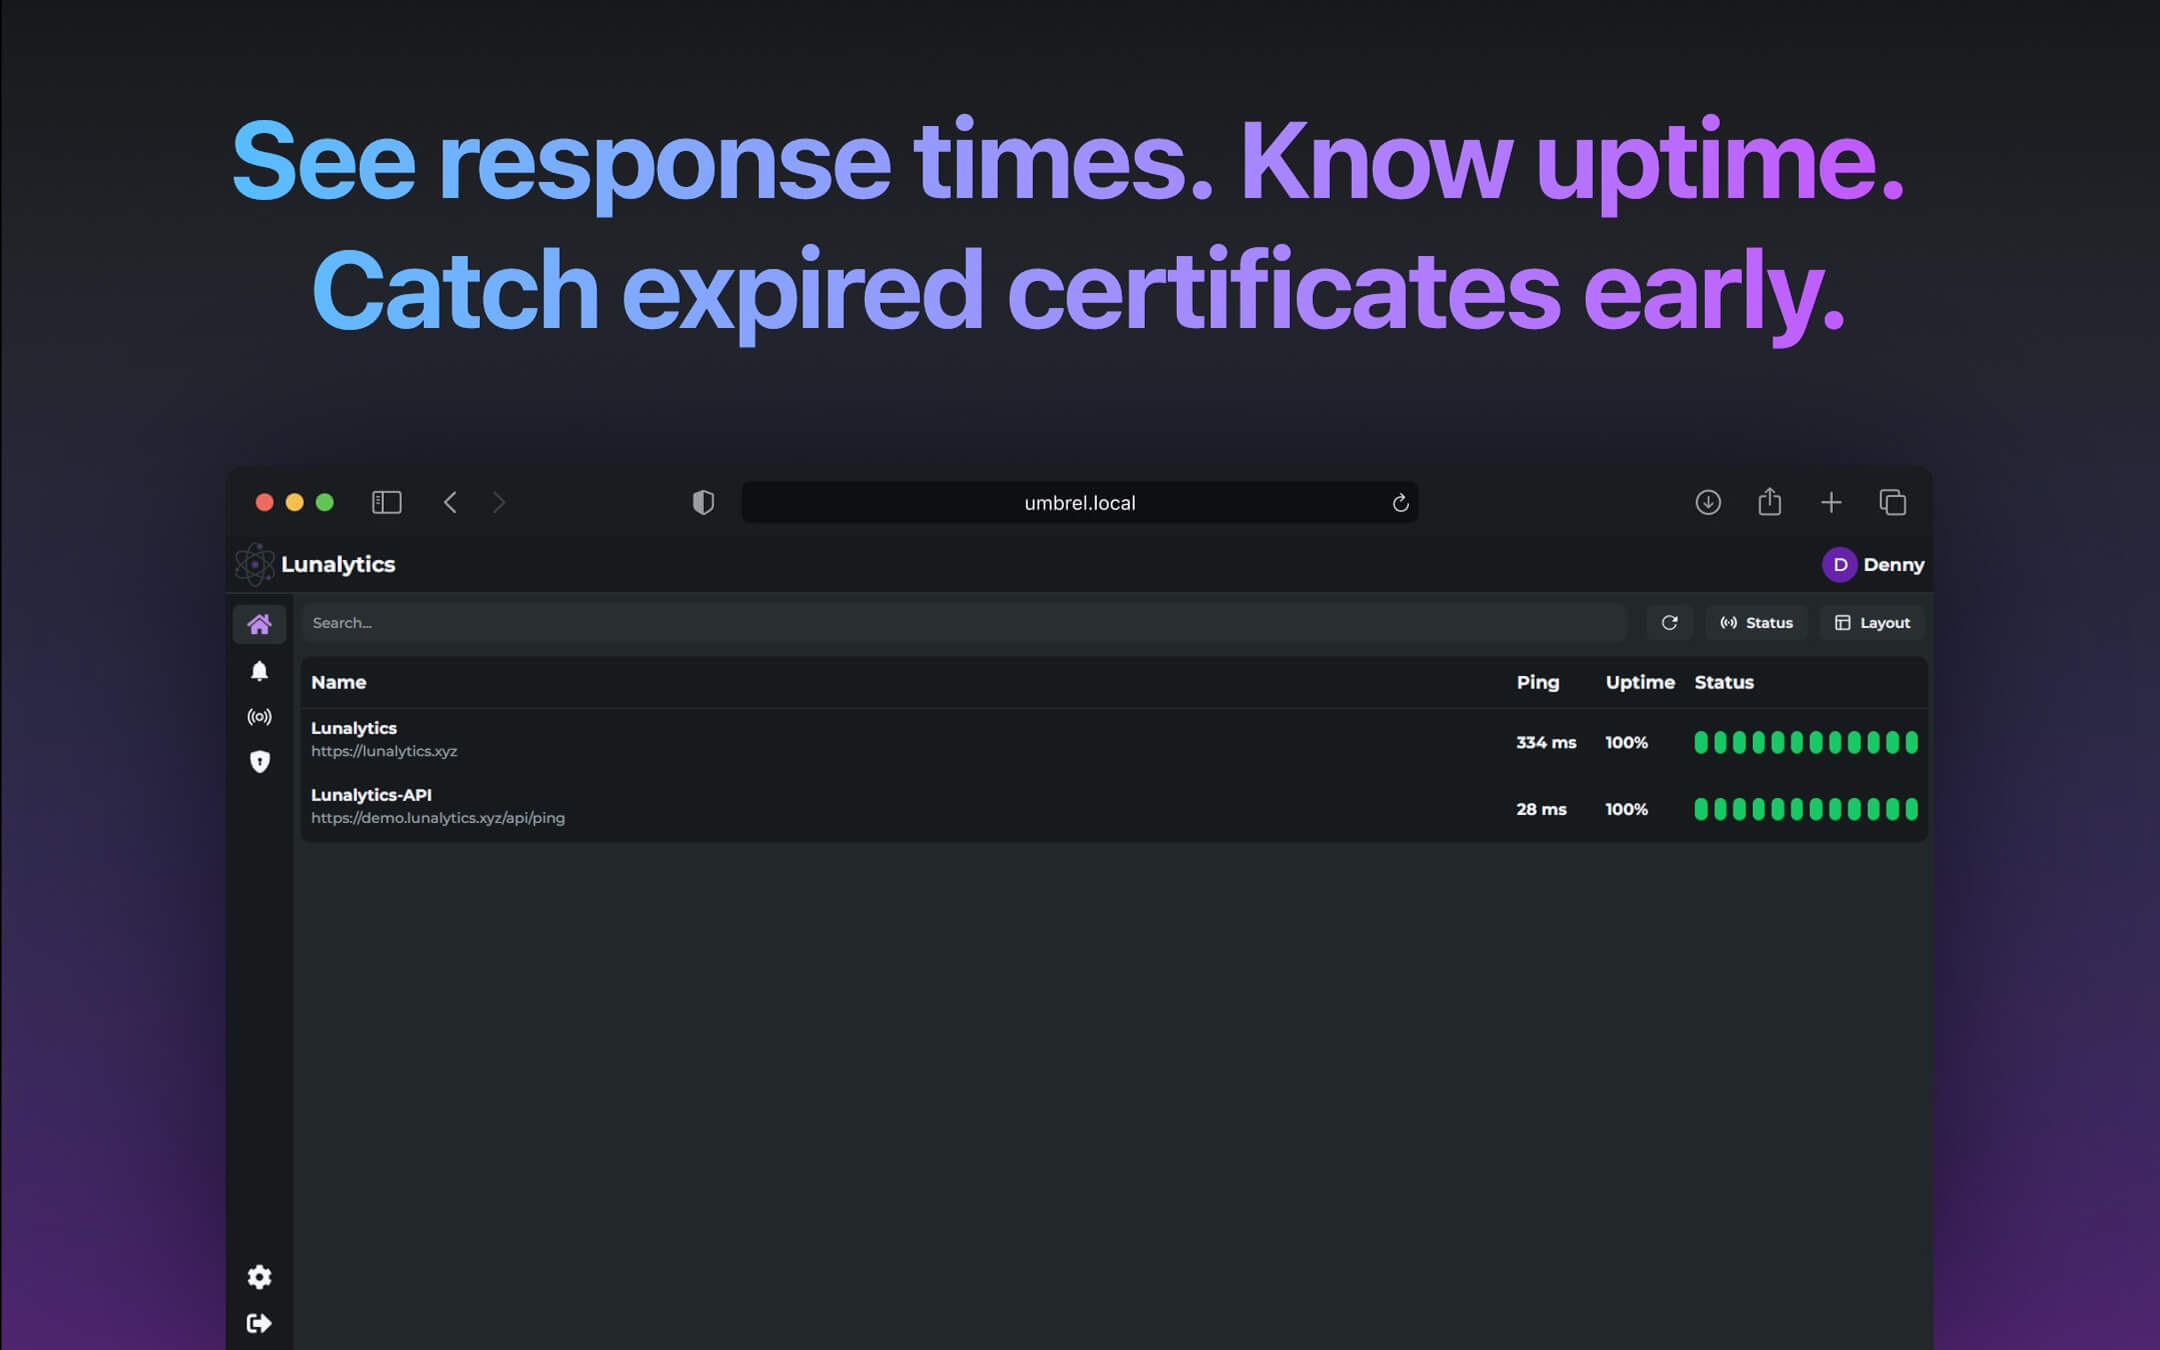 See response times. Know uptime.
Catch expired certificates early.
umbrel.local
Lunalytics
D Denny
Search...
Status
Layout
Name Ping Uptime Status
Lunalytics
https://lunalytics.xyz
334 ms 100%
Lunalytics-API
https://demo.lunalytics.xyz/api/ping
28 ms 100%